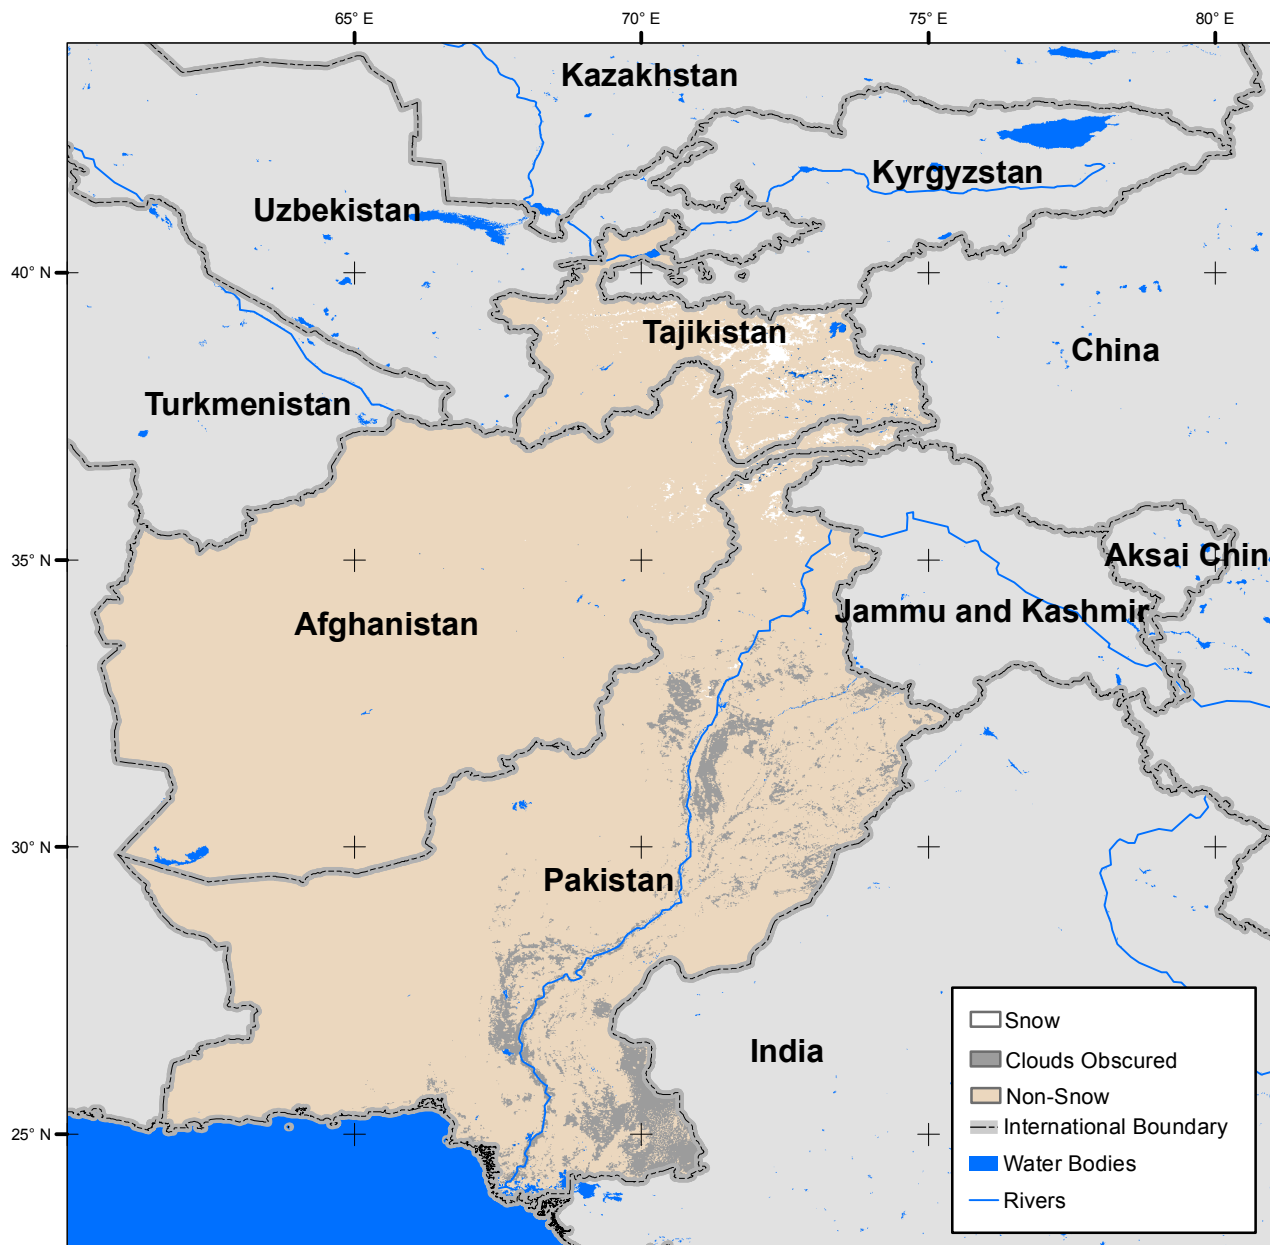 65° E
70° E
75° E
80° E
Kazakhstan
Kyrgyzstan
Uzbekistan
40° N
Tajikistan
China
Turkmenistan
35° N
Aksai Chin
Jammu and Kashmir
Afghanistan
30° N
Pakistan
Snow
India
Clouds Obscured
Non-Snow
25° N
International Boundary
Water Bodies
Rivers